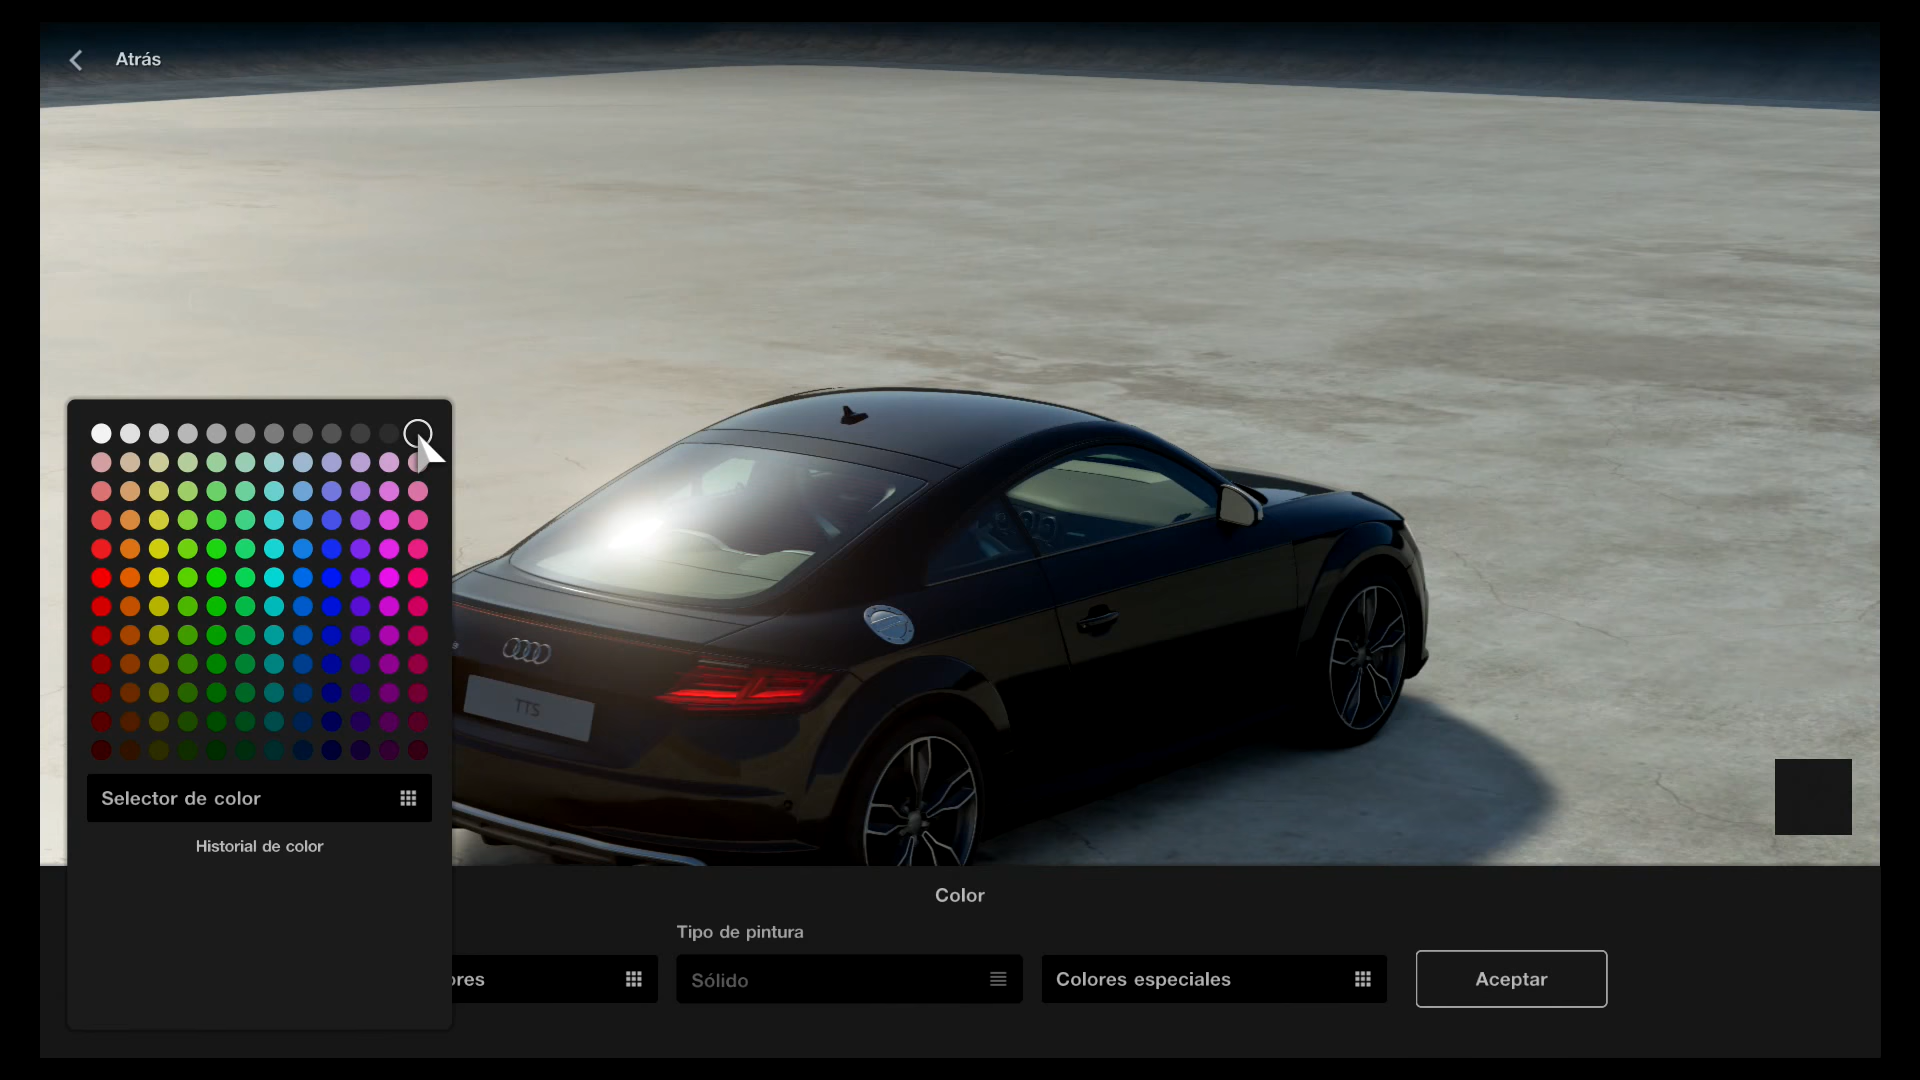 Atrás
TTS
Selector de color
Historial de color
Color
Tipo de pintura
ores
Sólido
Colores especiales
Aceptar